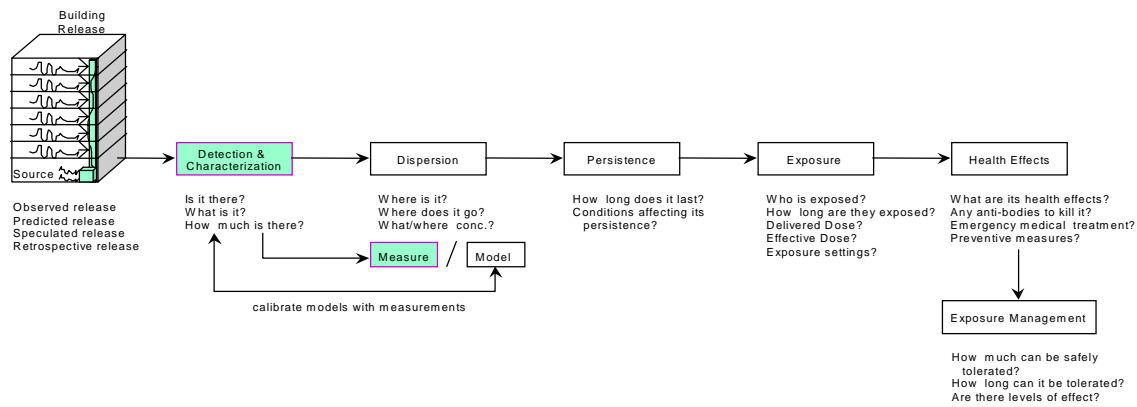 Building
Release
Source
Observed release
Predicted release
Speculated release
Retrospective release
Detection &
Characterization
Is it there?
What is it?
How much is there?
Measure
/
Model
calibrate models with measurements
Dispersion
Where is it?
Where does it go?
What/where conc.?
Persistence
How long does it last?
Conditions affecting its
persistence?
Exposure
Who is exposed?
How long are they exposed?
Delivered Dose?
Effective Dose?
Exposure settings?
Health Effects
What are its health effects?
Any anti-bodies to kill it?
Emergency medical treatment?
Preventive measures?
Exposure Management
How much can be safely
tolerated?
How long can it be tolerated?
Are there levels of effect?